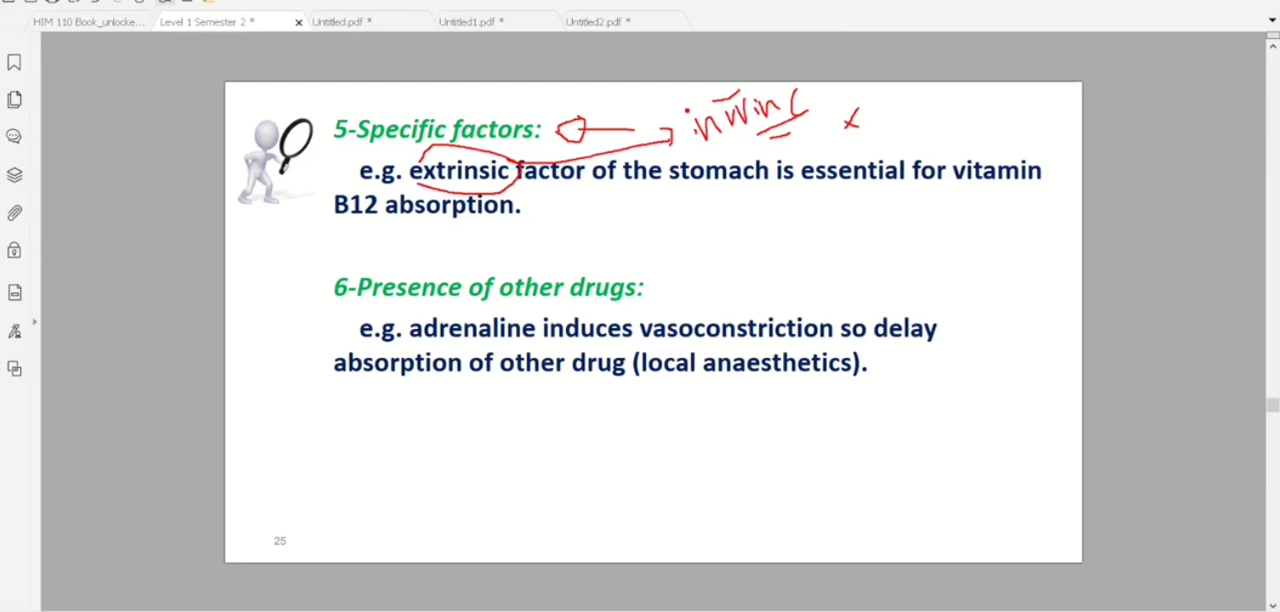 HIM 110 Book_unlocke...
Level 1 Semester 2 *
Untitled.pdf *
Untitled1.pdf *
Untitled2.pdf *
5-Specific factors:
e.g. extrinsic factor of the stomach is essential for vitamin
B12 absorption.
6-Presence of other drugs:
e.g. adrenaline induces vasoconstriction so delay
absorption of other drug (local anaesthetics).
25